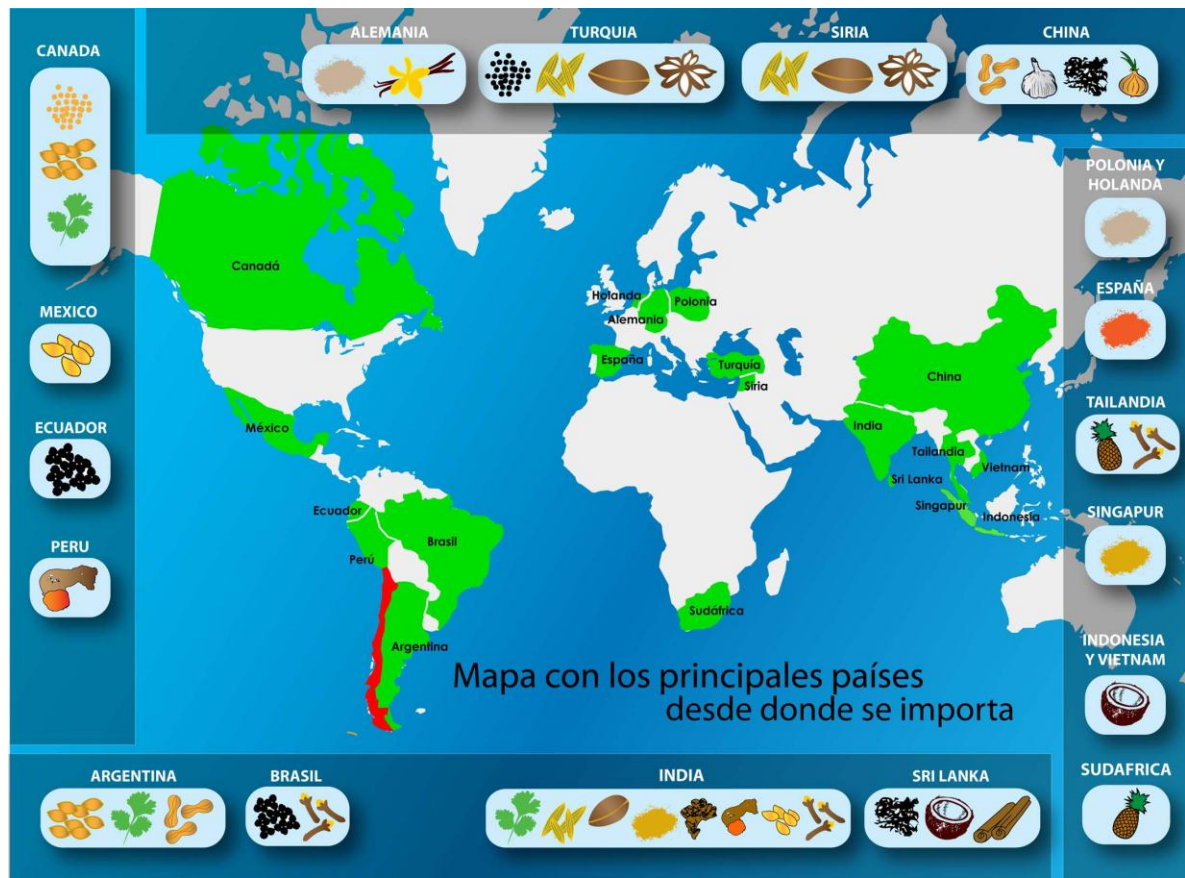 CANADA
MEXICO
ECUADOR
PERU
ALEMANIA
TURQUIA
SIRIA
CHINA
POLONIA Y
HOLANDA
ESPAÑA
TAILANDIA
SINGAPUR
INDONESIA
Y VIETNAM
SUDAFRICA
Canadá
México
Ecuador
Perú
Brasil
Argentina
Holanda
Polonia
Alemania
España
Turquía
Siria
China
India
Tailandia
Vietnam
Sri Lanka
Singapur
Indonesia
Sudáfrica
Mapa con los principales países
desde donde se importa
ARGENTINA
BRASIL
INDIA
SRI LANKA